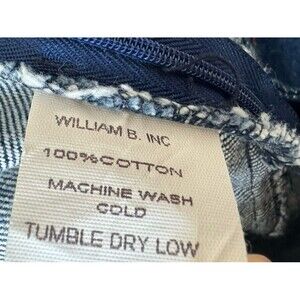 WILLIAM B. INC
100%COTTON
MACHINE WASH
COLD
TUMBLE DRY LOW